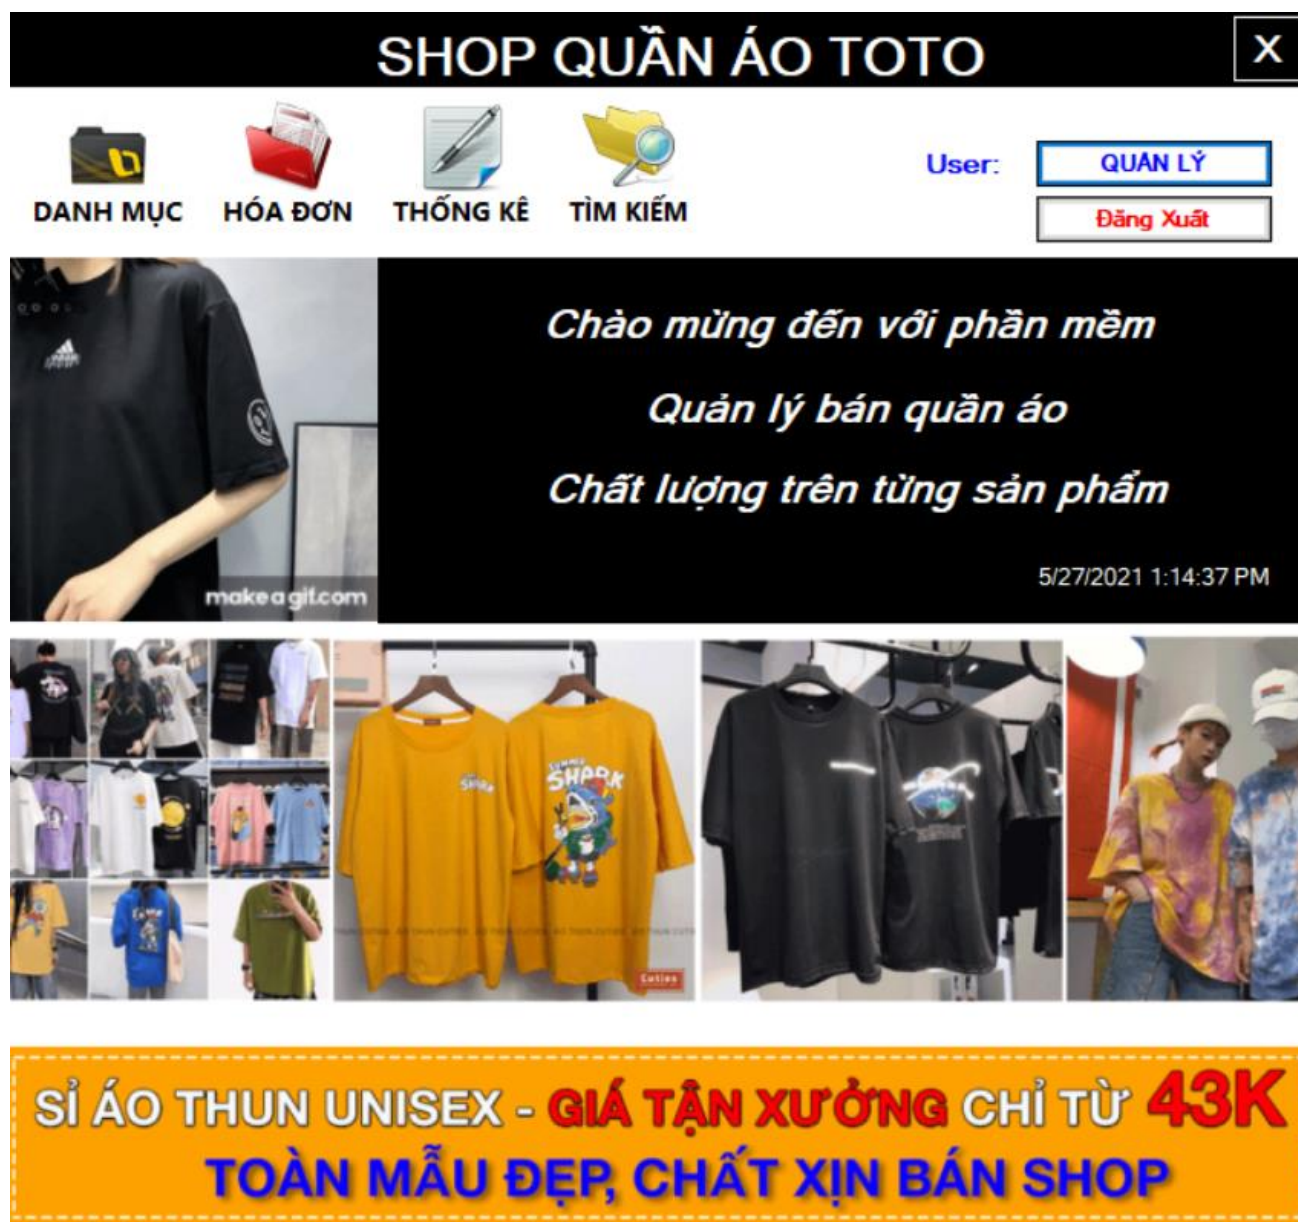 SHOP QUẦN ÁO TOTO
X
DANH MỤC
HÓA ĐƠN
THỐNG KÊ
TÌM KIẾM
User:
QUẢN LÝ
Đăng Xuất
Chào mừng đến với phần mềm
Quản lý bán quần áo
Chất lượng trên từng sản phẩm
makeagif.com
5/27/2021 1:14:37 PM
SUMMER
SHARK
Cuties
SỈ ÁO THUN UNISEX - GIÁ TẬN XƯỞNG CHỈ TỪ 43K
TOÀN MẪU ĐẸP, CHẤT XỊN BÁN SHOP